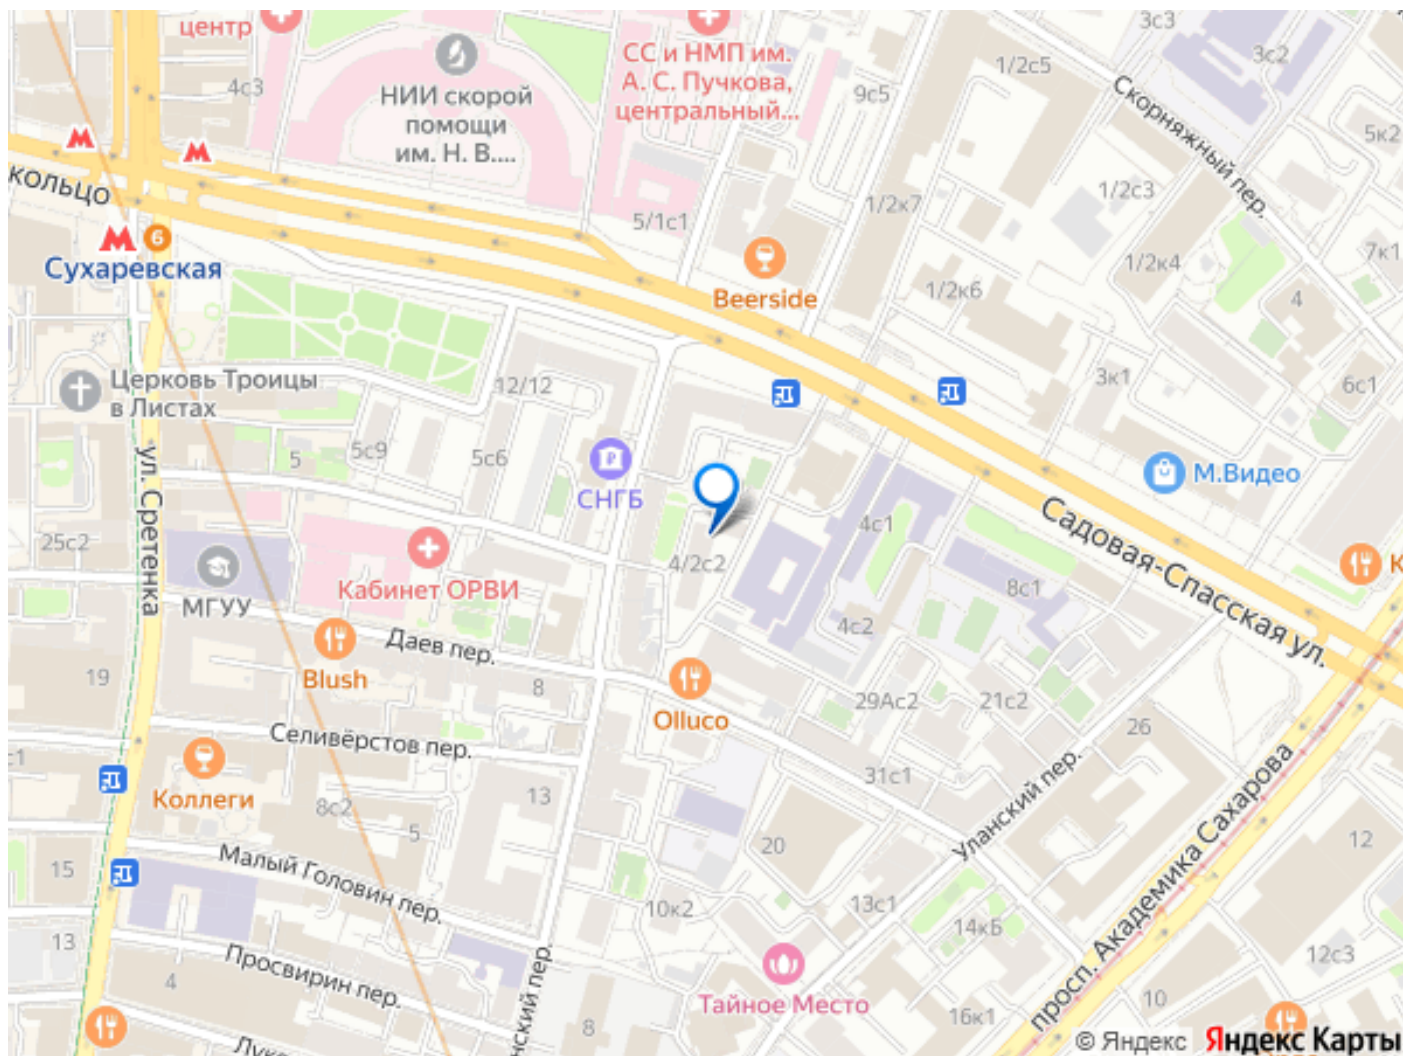 центр
4с3
НИИ скорой
помощи
им. Н. В....
СС и НМП им.
А. С. Пучкова,
центральный...
9с5
1/2с5
3с3
3с2
Скорняжный пер.
5к2
кольцо
5/1с1
1/2к7
1/2с3
7к1
6
Сухаревская
Beerside
1/2к4
1/2к6
4
Церковь Троицы
в Листах
12/12
3к1
6с1
5
5с9
5с6
СНГБ
М.Видео
ул. Сретенка
25с2
МГУУ
Кабинет ОРВИ
4/2с2
4с1
Садовая-Спасская ул.
8с1
4с2
Даев пер.
Blush
19
8
Olluco
29Ас2
21с2
26
Селивёрстов пер.
с1
Коллеги
8с2
5
13
31с1
Уланский пер.
просп. Академика Сахарова
20
12
15
Малый Головин пер.
10к2
13с1
14кБ
13
Просвирин пер.
4
нский пер.
Тайное Место
12с3
10
16к1
8
Лук
© Яндекс Яндекс Карты